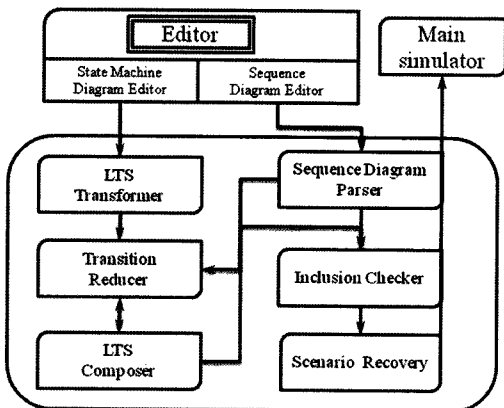 Editor
State Machine
Diagram Editor
Sequence
Diagram Editor
Main
simulator
LTS
Transformer
Sequence Diagram
Parser
Transition
Reducer
Inclusion Checker
LTS
Composer
Scenario Recovery